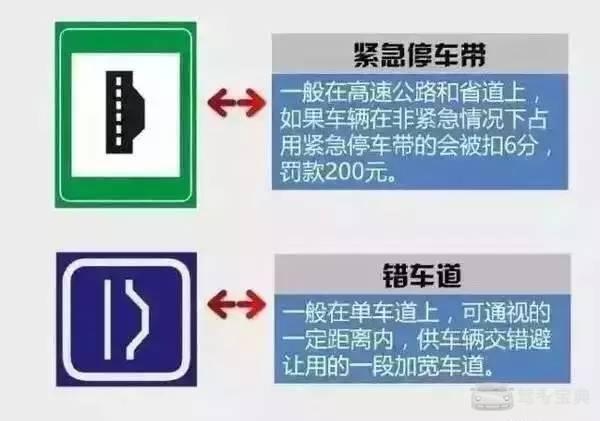 紧急停车带
一般在高速公路和省道上，
如果车辆在非紧急情况下占
用紧急停车带的会被扣6分，
罚款200元。
错车道
一般在单车道上，可通视的
一定距离内，供车辆交错避
让用的一段加宽车道。
驾考宝典